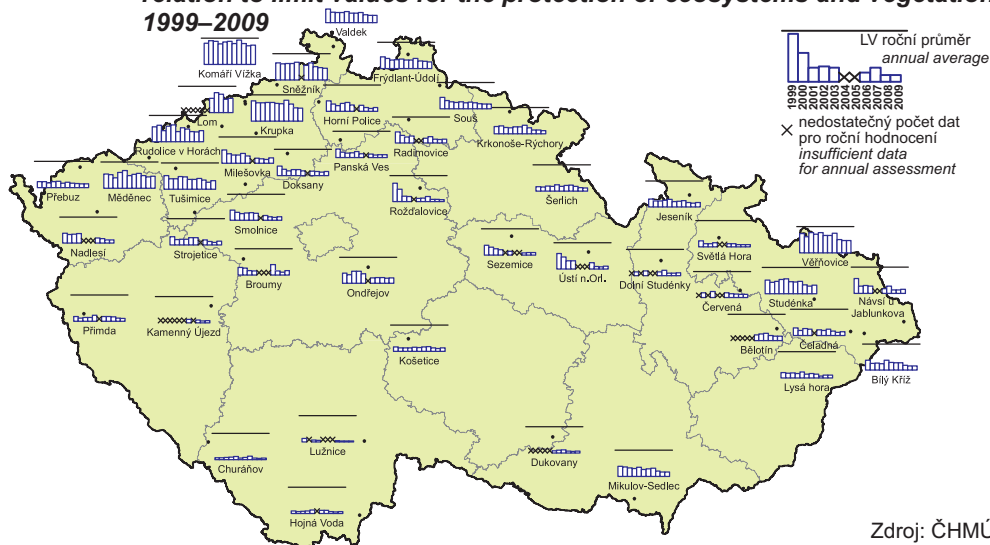 relation to limit values for the protection of ecosystems and vegetation
1999–2009
Valdek
LV roční průměr
annual average
1999
2000
2001
2002
2003
2004
2005
2006
2007
2008
2009
× nedostatečný počet dat
pro roční hodnocení
insufficient data
for annual assessment
Komáří Vížka
Sněžník
Frýdlant-Údolí
Lom
Krupka
Horní Police
Souš
Rudolice v Horách
Radimovice
Krkonoše-Rýchory
Milešovka
Panská Ves
Přebuz
Měděnec
Tušimice
Doksany
Rožďalovice
Šerlich
Jeseník
Smolnice
Nadlesí
Strojetice
Sezemice
Ústí n.Orl.
Světlá Hora
Věřňovice
Broumy
Ondřejov
Dolní Studénky
Červená
Studénka
Návsí u
Jablunkova
Přimda
Kamenný Újezd
Košetice
Bělotín
Čeladná
Lysá hora
Bílý Kříž
Lužnice
Churáňov
Dukovany
Mikulov-Sedlec
Hojná Voda
Zdroj: ČHMÚ